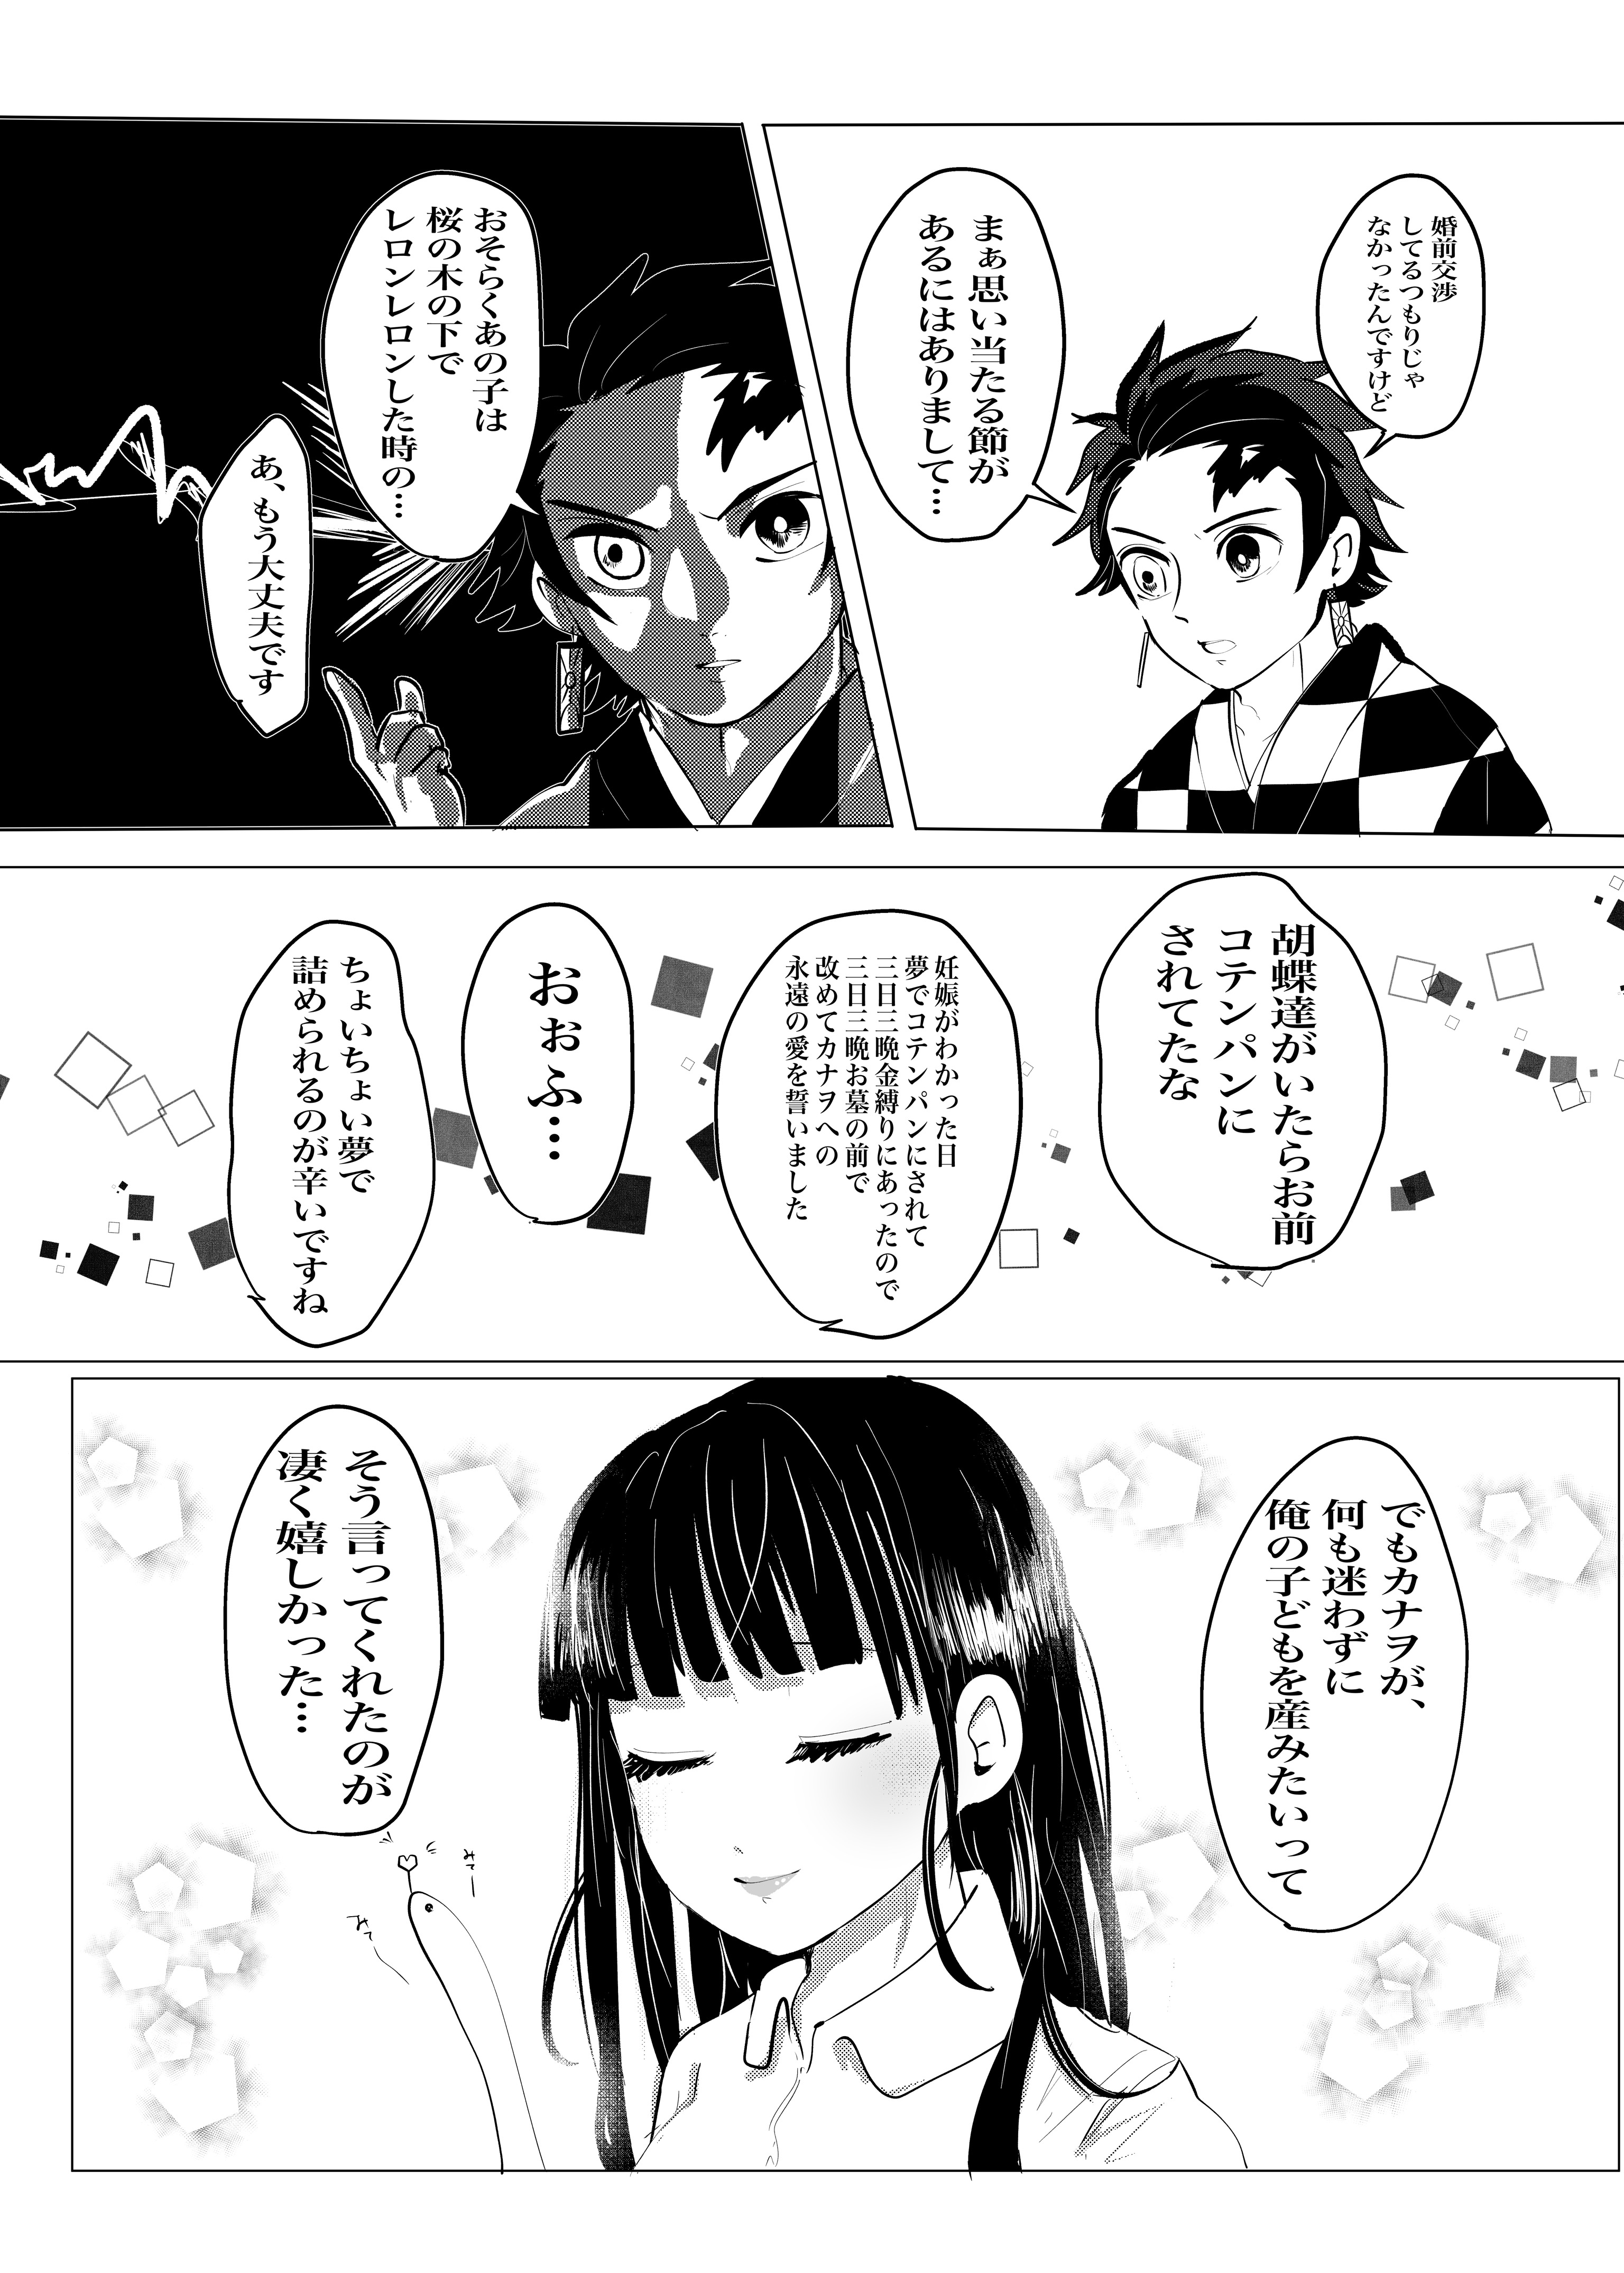 婚前交渉
してるつもりじゃ
なかったんですけど
まぁ思い当たる節が
あるにはありまして…
おそらくあの子は
桜の木の下で
レロンレロンした時の…
あ、もう大丈夫です
胡蝶達がいたらお前
コテンパンに
されてたな
妊娠がわかった日
夢でコテンパンにされて
三日三晩金縛りにあったので
三日三晩お墓の前で
改めてカナヲへの
永遠の愛を誓いました
おぉふ…
ちょいちょい夢で
詰められるのが辛いですね
でもカナヲが、
何も迷わずに
俺の子どもを産みたいって
そう言ってくれたのが
凄く嬉しかった…